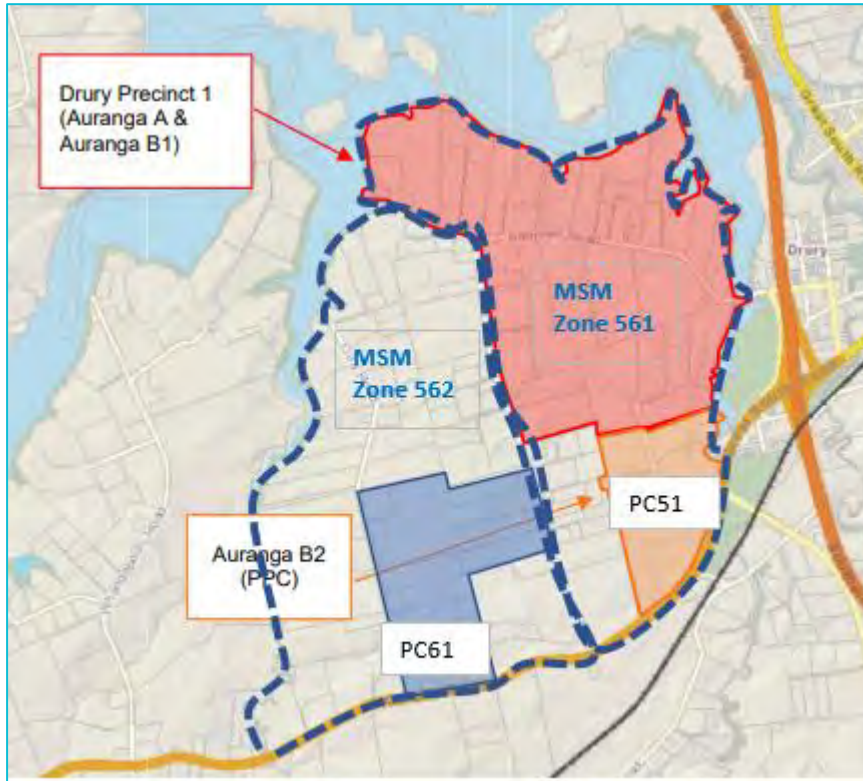 Drury Precinct 1
(Auranga A &
Auranga B1)
Drury
MSM
Zone 561
MSM
Zone 562
PC51
Auranga B2
(PPC)
PC61